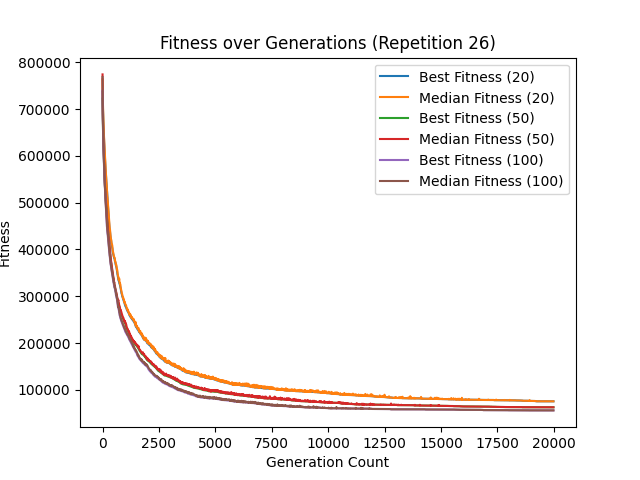 Fitness over Generations (Repetition 26)
800000
700000
600000
500000
400000
300000
200000
100000
Fitness
Best Fitness (20)
Median Fitness (20)
Best Fitness (50)
Median Fitness (50)
Best Fitness (100)
Median Fitness (100)
0 2500 5000 7500 10000 12500 15000 17500 20000
Generation Count